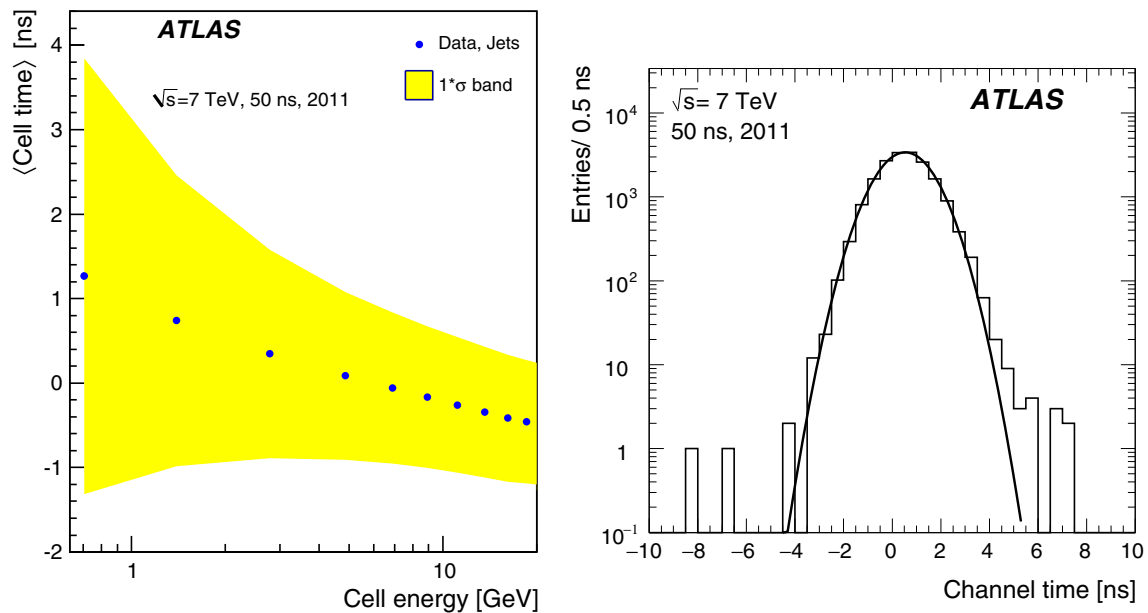 ATLAS
Data, Jets
1*σ band
√s=7 TeV, 50 ns, 2011
⟨Cell time⟩ [ns]
4
3
2
1
0
-1
-2
1
10
Cell energy [GeV]
√s= 7 TeV
ATLAS
50 ns, 2011
Entries/ 0.5 ns
10⁴
10²
10
1
10⁻¹
−10 −8 −6 −4 −2 0 2 4 6 8 10
Channel time [ns]